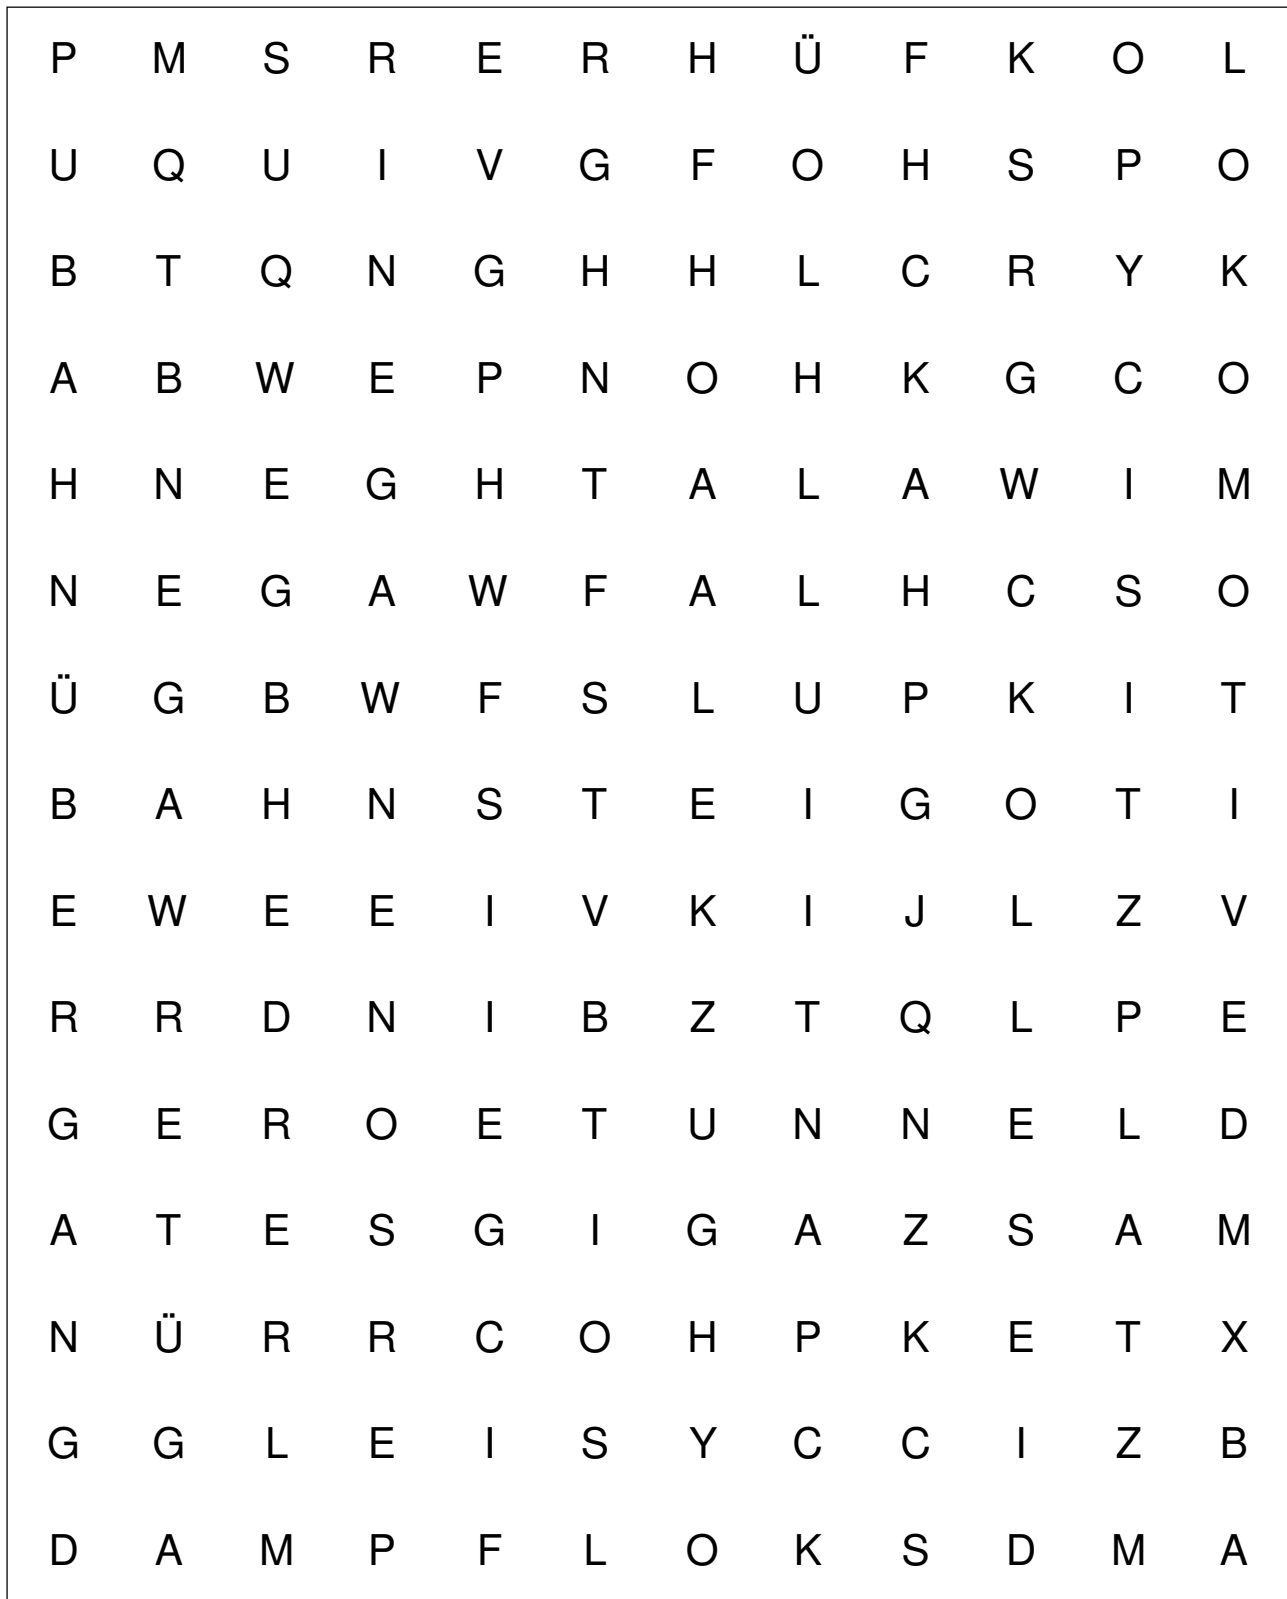 P M S R E R H Ü F K O L
U Q U I V G F O H S P O
B T Q N G H H L C R Y K
A B W E P N O H K G C O
H N E G H T A L A W I M
N E G A W F A L H C S O
Ü G B W F S L U P K I T
B A H N S T E I G O T I
E W E E I V K I J L Z V
R R D N I B Z T Q L P E
G E R O E T U N N E L D
A T E S G I G A Z S A M
N Ü R R C O H P K E T X
G G L E I S Y C C I Z B
D A M P F L O K S D M A